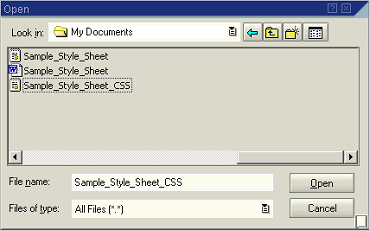 Open
Look in: My Documents
Sample_Style_Sheet
Sample_Style_Sheet
Sample_Style_Sheet_CSS
File name: Sample_Style_Sheet_CSS Open
Files of type: All Files (*.*) Cancel